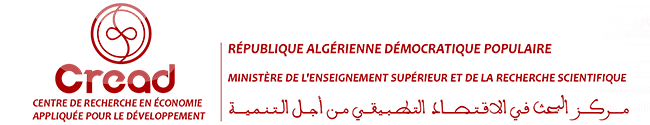 Cread
CENTRE DE RECHERCHE EN ÉCONOMIE
APPLIQUÉE POUR LE DÉVELOPPEMENT
RÉPUBLIQUE ALGÉRIENNE DÉMOCRATIQUE POPULAIRE
MINISTÈRE DE L'ENSEIGNEMENT SUPÉRIEUR ET DE LA RECHERCHE SCIENTIFIQUE
مركز البحث في الاقتصاد التطبيقي من أجل التنمية